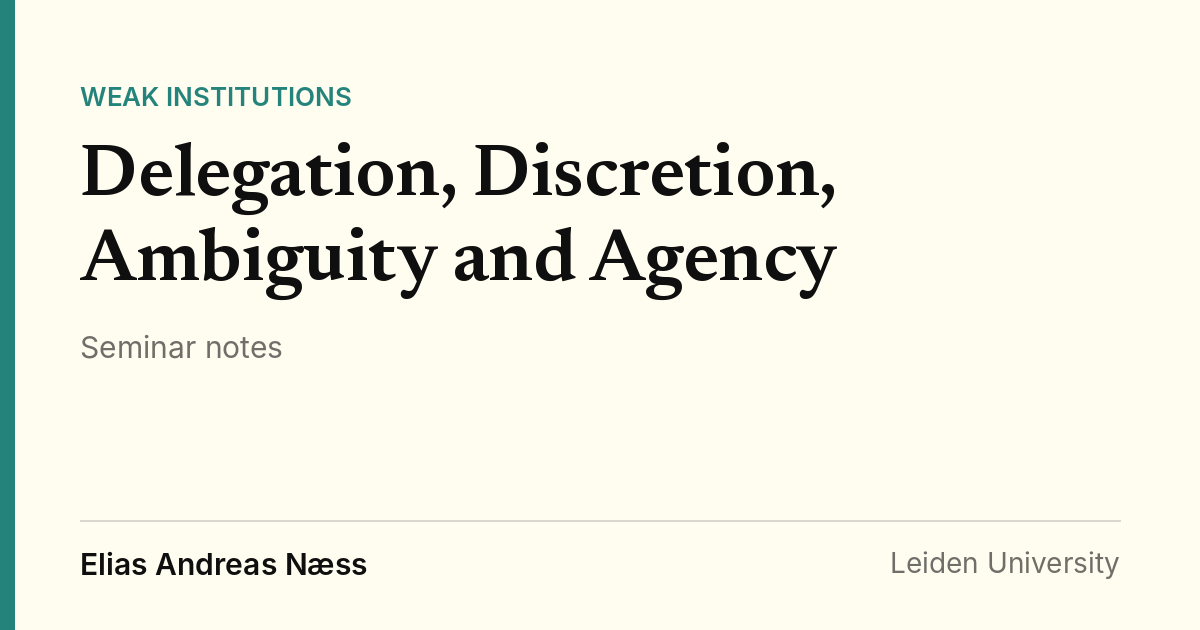 WEAK INSTITUTIONS
Delegation, Discretion,
Ambiguity and Agency
Seminar notes
Elias Andreas Næss
Leiden University